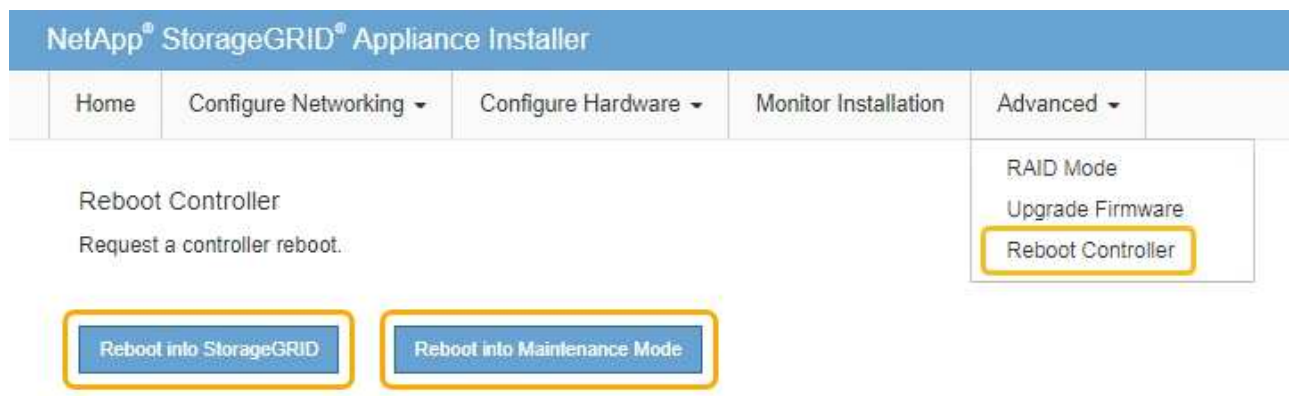 NetApp® StorageGRID® Appliance Installer
Home Configure Networking Configure Hardware Monitor Installation Advanced
RAID Mode
Upgrade Firmware
Reboot Controller
Reboot Controller
Request a controller reboot.
Reboot into StorageGRID Reboot into Maintenance Mode